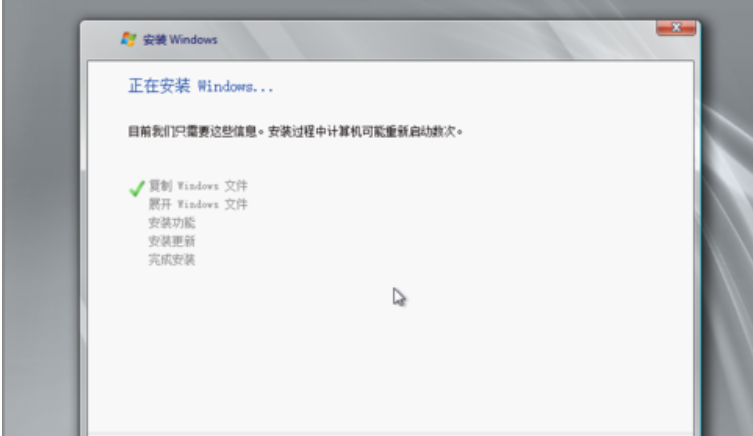 安装 Windows
正在安装 Windows...
目前我们只需要这些信息。安装过程中计算机可能重新启动数次。
复制 Windows 文件
展开 Windows 文件
安装功能
安装更新
完成安装